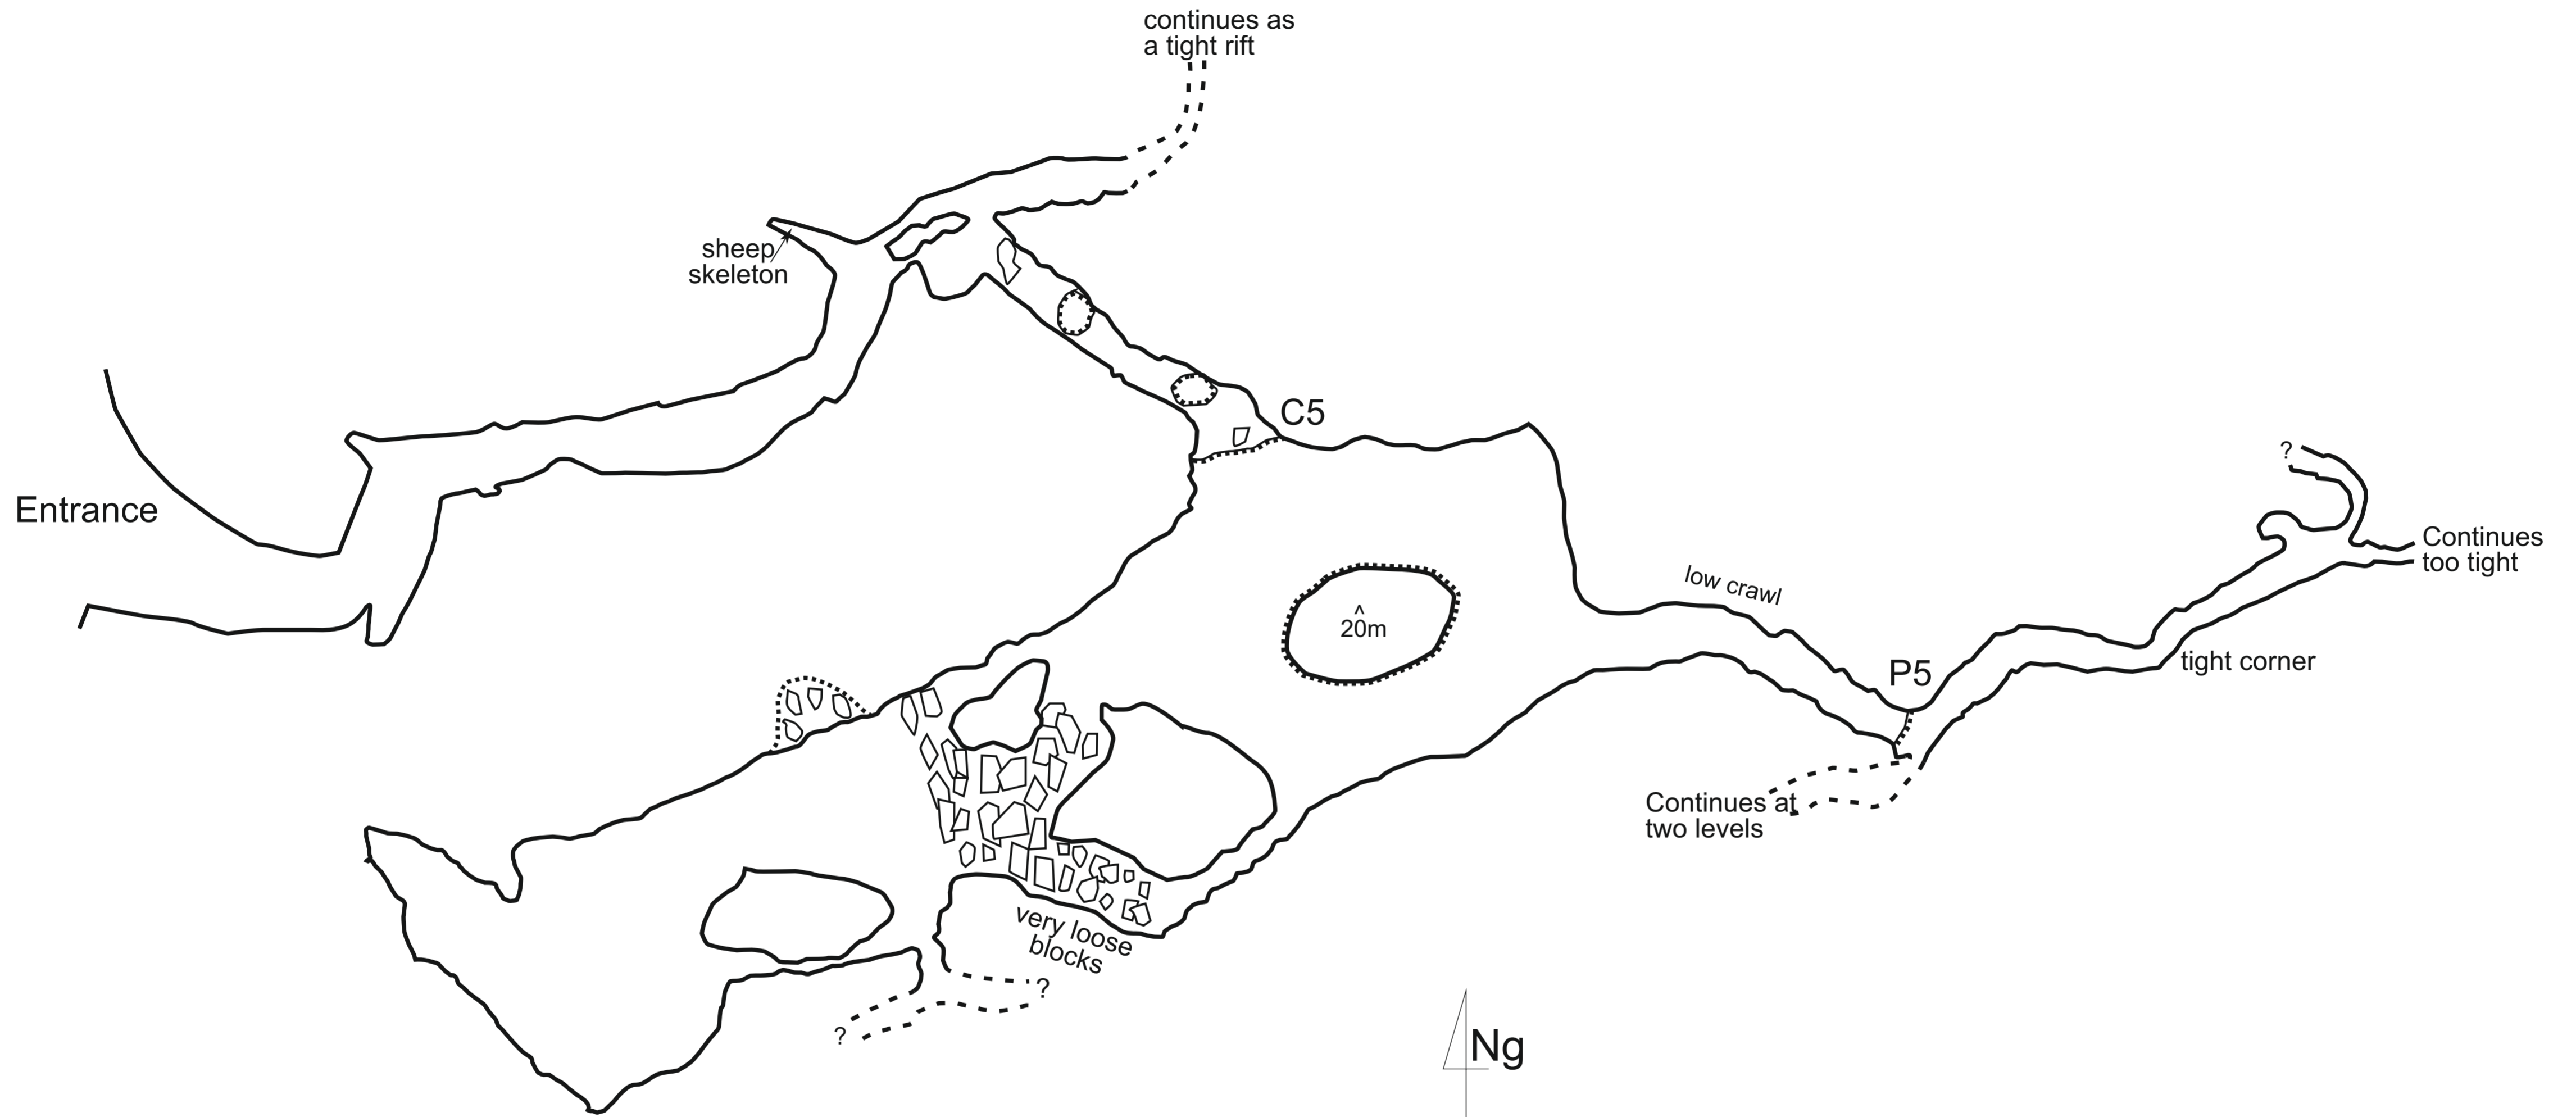 continues as
a tight rift
sheep
skeleton
C5
Entrance
?
Continues
too tight
low crawl
^
20m
P5
tight corner
Continues at
two levels
very loose
blocks
?
?
Ng